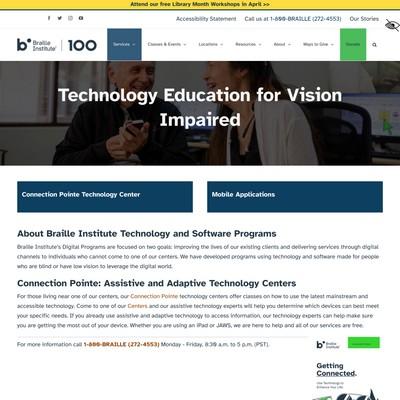 Attend our free Library Month Workshops in April >>
Accessibility Statement Call us at 1-800-BRAILLE (272-4553) Our Stories
Braille Institute® 100 Services Classes & Events Locations Resources About Ways to Give Donate
Technology Education for Vision
Impaired
Connection Pointe Technology Center Mobile Applications
About Braille Institute Technology and Software Programs
Braille Institute's Digital Programs are focused on two goals: improving the lives of our existing clients and delivering services through digital
channels to individuals who cannot come to one of our centers. We have developed programs using technology and software made for people
who are blind or have low vision to leverage the digital world.
Connection Pointe: Assistive and Adaptive Technology Centers
For those living near one of our centers, our Connection Pointe technology centers offer classes on how to use the latest mainstream and
accessible technology. Come to one of our Centers and our assistive technology experts will help you determine which devices can best meet
your specific needs. If you already use assistive and adaptive technology to access information, our technology experts can help make sure
you are getting the most out of your device. Whether you are using an iPad or JAWS, we are here to help and all of our services are free.
For more information call 1-800-BRAILLE (272-4553) Monday - Friday, 8:30 a.m. to 5 p.m. (PST).
Braille Institute
Getting
Connected.
Use Technology to
Enhance Your Life